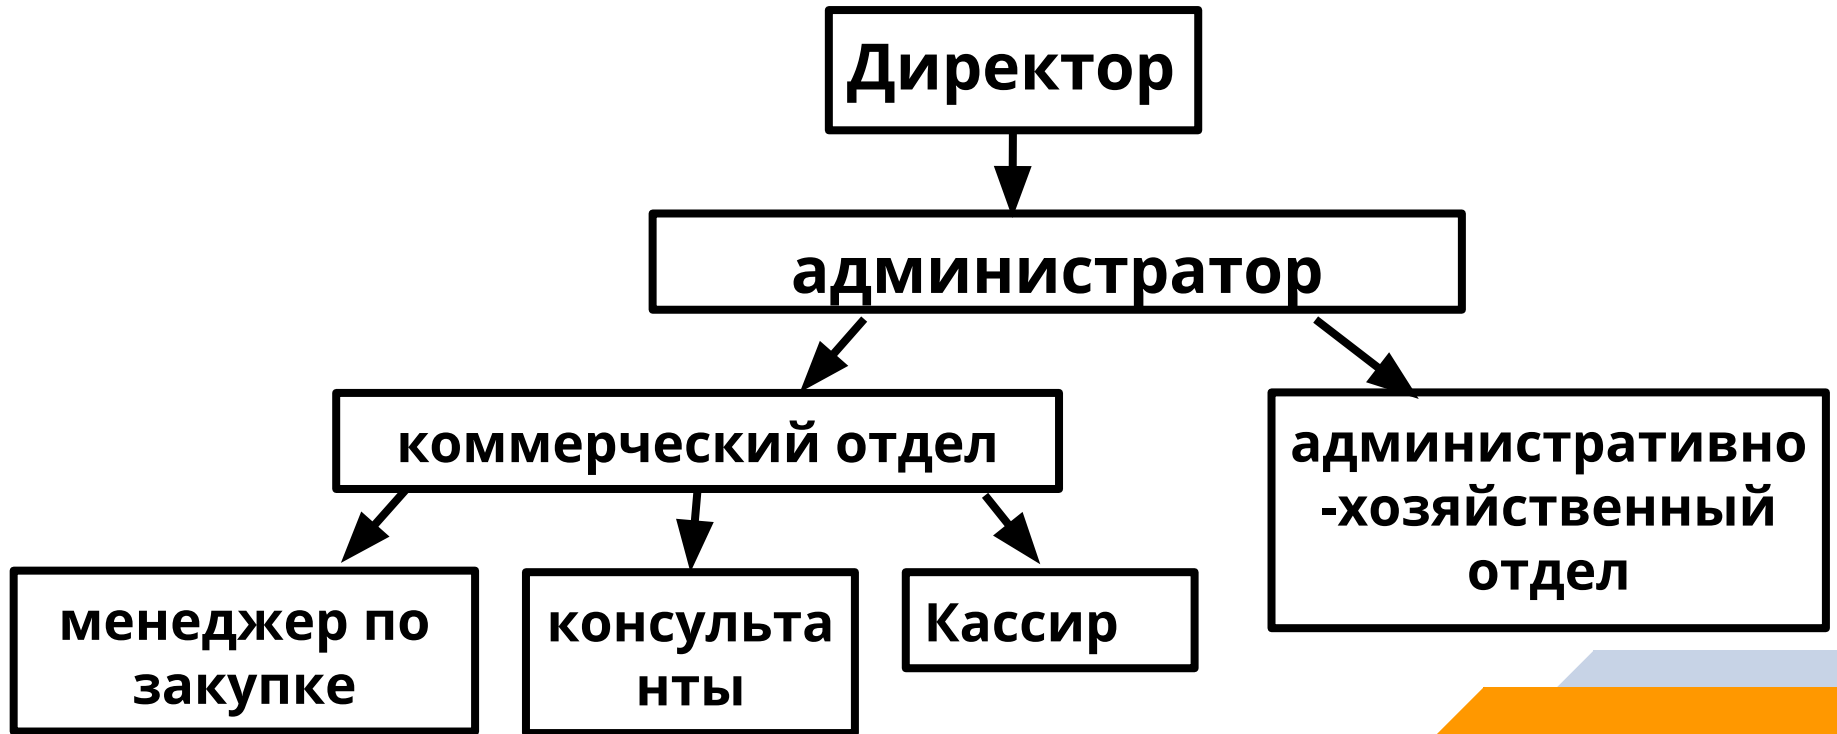 Директор
администратор
коммерческий отдел
административно
-хозяйственный
отдел
менеджер по
закупке
консульта
нты
Кассир